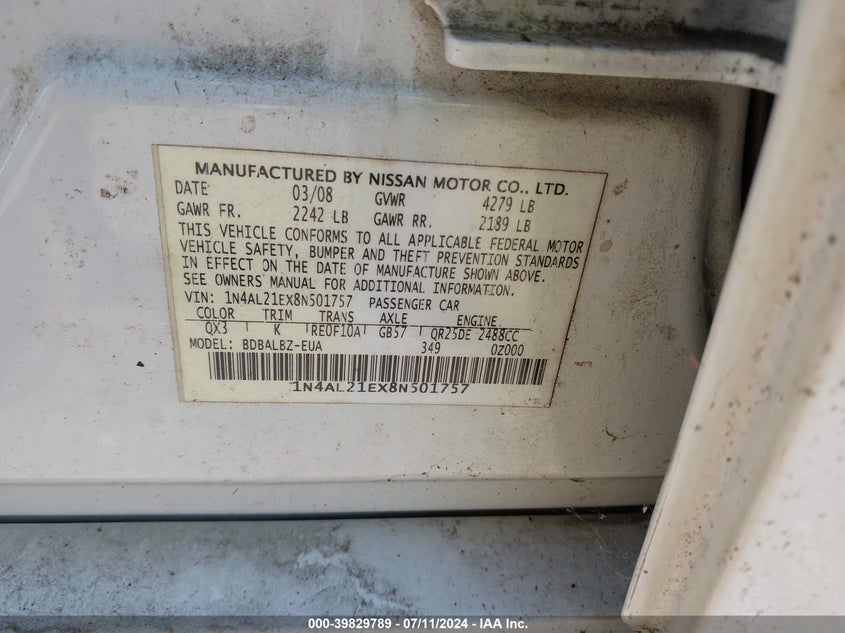 MANUFACTURED BY NISSAN MOTOR CO., LTD.
DATE 03/08 GVWR 4279 LB
GAWR FR. 2242 LB GAWR RR. 2189 LB
THIS VEHICLE CONFORMS TO ALL APPLICABLE FEDERAL MOTOR
VEHICLE SAFETY, BUMPER AND THEFT PREVENTION STANDARDS
IN EFFECT ON THE DATE OF MANUFACTURE SHOWN ABOVE.
SEE OWNERS MANUAL FOR ADDITIONAL INFORMATION.
VIN: 1N4AL21EX8N501757 PASSENGER CAR
COLOR TRIM TRANS AXLE ENGINE
QX3 K RE0F10A GB57 QR25DE 2488CC
MODEL: BDBALBZ-EUA 349 0Z000
1N4AL21EX8N501757
000-39829789 - 07/11/2024 - IAA Inc.